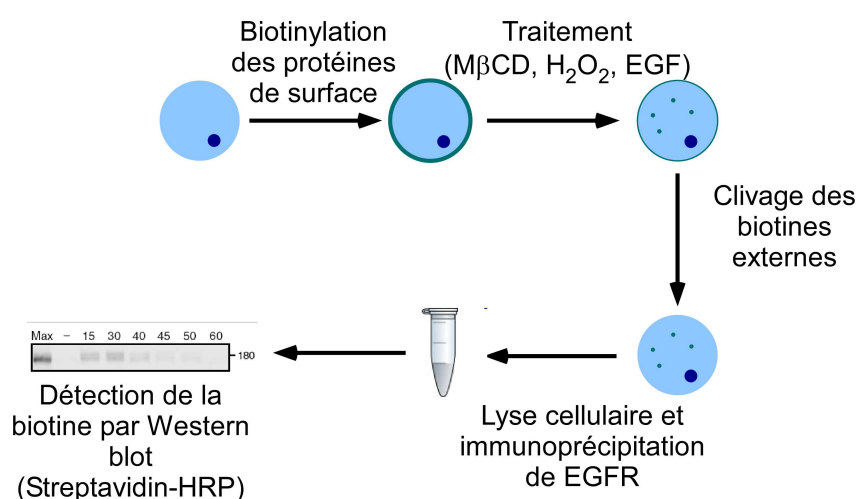 Biotinylation
des protéines
de surface
Traitement
(MβCD, H₂O₂, EGF)
Clivage des
biotines
externes
Lyse cellulaire et
immunoprécipitation
de EGFR
Max – 15 30 40 45 50 60
180
Détection de la
biotine par Western
blot
(Streptavidin-HRP)